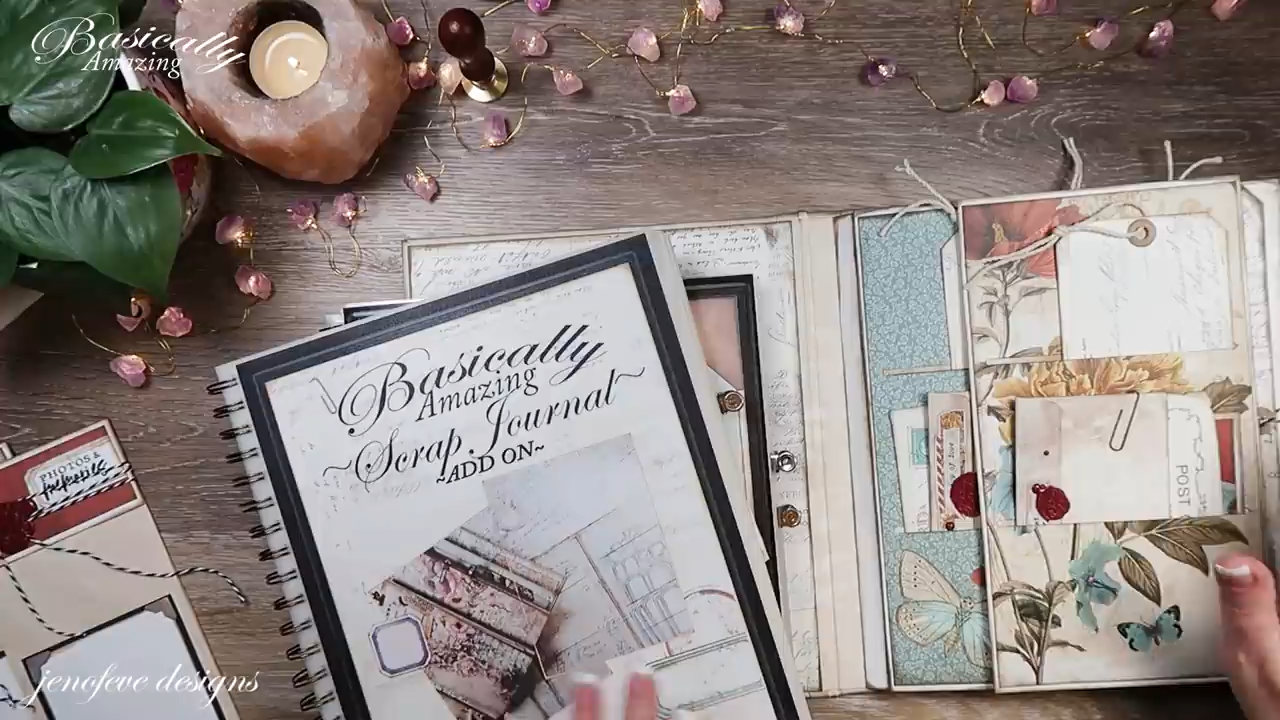 Basically
Amazing
Basically
Amazing
~Scrap Journal~
~ADD ON~
PHOTOS &
POST
jenofeve designs